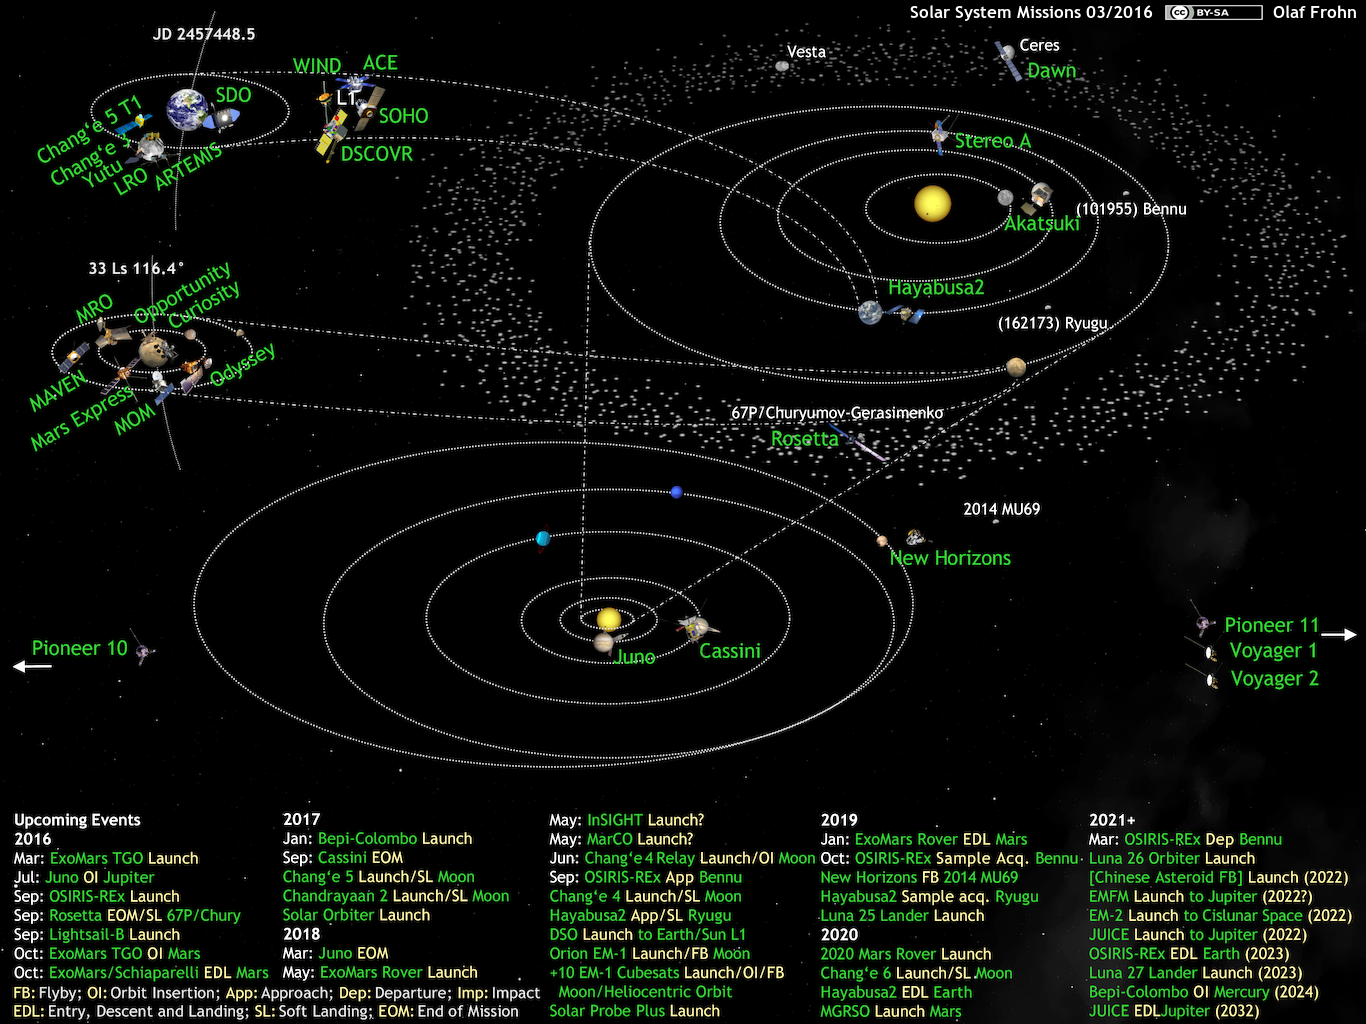 Solar System Missions 03/2016 cc BY-SA Olaf Frohn
JD 2457448.5
WIND
ACE
L1
SDO
SOHO
DSCOVR
Chang‘e 5 T1
Chang‘e 3
Yutu
LRO
ARTEMIS
Vesta
Ceres
Dawn
Stereo A
(101955) Bennu
Akatsuki
Hayabusa2
(162173) Ryugu
33 Ls 116.4°
MRO
Opportunity
Curiosity
Odyssey
MAVEN
Mars Express
MOM
67P/Churyumov-Gerasimenko
Rosetta
2014 MU69
New Horizons
Pioneer 10
Juno
Cassini
Pioneer 11
Voyager 1
Voyager 2
Upcoming Events
2016
Mar: ExoMars TGO Launch
Jul: Juno OI Jupiter
Sep: OSIRIS-REx Launch
Sep: Rosetta EOM/SL 67P/Chury
Sep: Lightsail-B Launch
Oct: ExoMars TGO OI Mars
Oct: ExoMars/Schiaparelli EDL Mars
FB: Flyby; OI: Orbit Insertion; App: Approach; Dep: Departure; Imp: Impact
EDL: Entry, Descent and Landing; SL: Soft Landing; EOM: End of Mission
2017
Jan: Bepi-Colombo Launch
Sep: Cassini EOM
Chang‘e 5 Launch/SL Moon
Chandrayaan 2 Launch/SL Moon
Solar Orbiter Launch
2018
Mar: Juno EOM
May: ExoMars Rover Launch
May: InSIGHT Launch?
May: MarCO Launch?
Jun: Chang‘e 4 Relay Launch/OI Moon
Sep: OSIRIS-REx App Bennu
Chang‘e 4 Launch/SL Moon
Hayabusa2 App/SL Ryugu
DSO Launch to Earth/Sun L1
Orion EM-1 Launch/FB Moon
+10 EM-1 Cubesats Launch/OI/FB
Moon/Heliocentric Orbit
Solar Probe Plus Launch
2019
Jan: ExoMars Rover EDL Mars
Oct: OSIRIS-REx Sample Acq. Bennu
New Horizons FB 2014 MU69
Hayabusa2 Sample acq. Ryugu
Luna 25 Lander Launch
2020
2020 Mars Rover Launch
Chang‘e 6 Launch/SL Moon
Hayabusa2 EDL Earth
MGRSO Launch Mars
2021+
Mar: OSIRIS-REx Dep Bennu
Luna 26 Orbiter Launch
[Chinese Asteroid FB] Launch (2022)
EMFM Launch to Jupiter (2022?)
EM-2 Launch to Cislunar Space (2022)
JUICE Launch to Jupiter (2022)
OSIRIS-REx EDL Earth (2023)
Luna 27 Lander Launch (2023)
Bepi-Colombo OI Mercury (2024)
JUICE EDL Jupiter (2032)